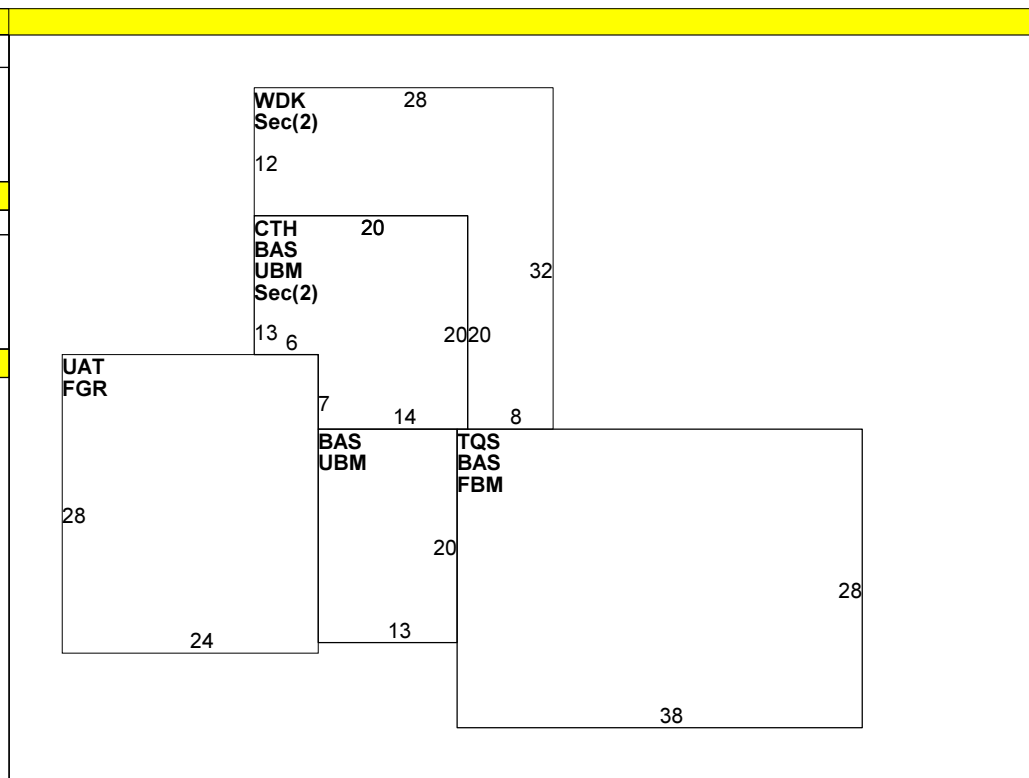 WDK 28
Sec(2)
12
CTH 20
BAS
UBM
Sec(2)
32
13 6
20 20
UAT
FGR
7
14 8
BAS
UBM
TQS
BAS
FBM
28
20
28
13
24
38